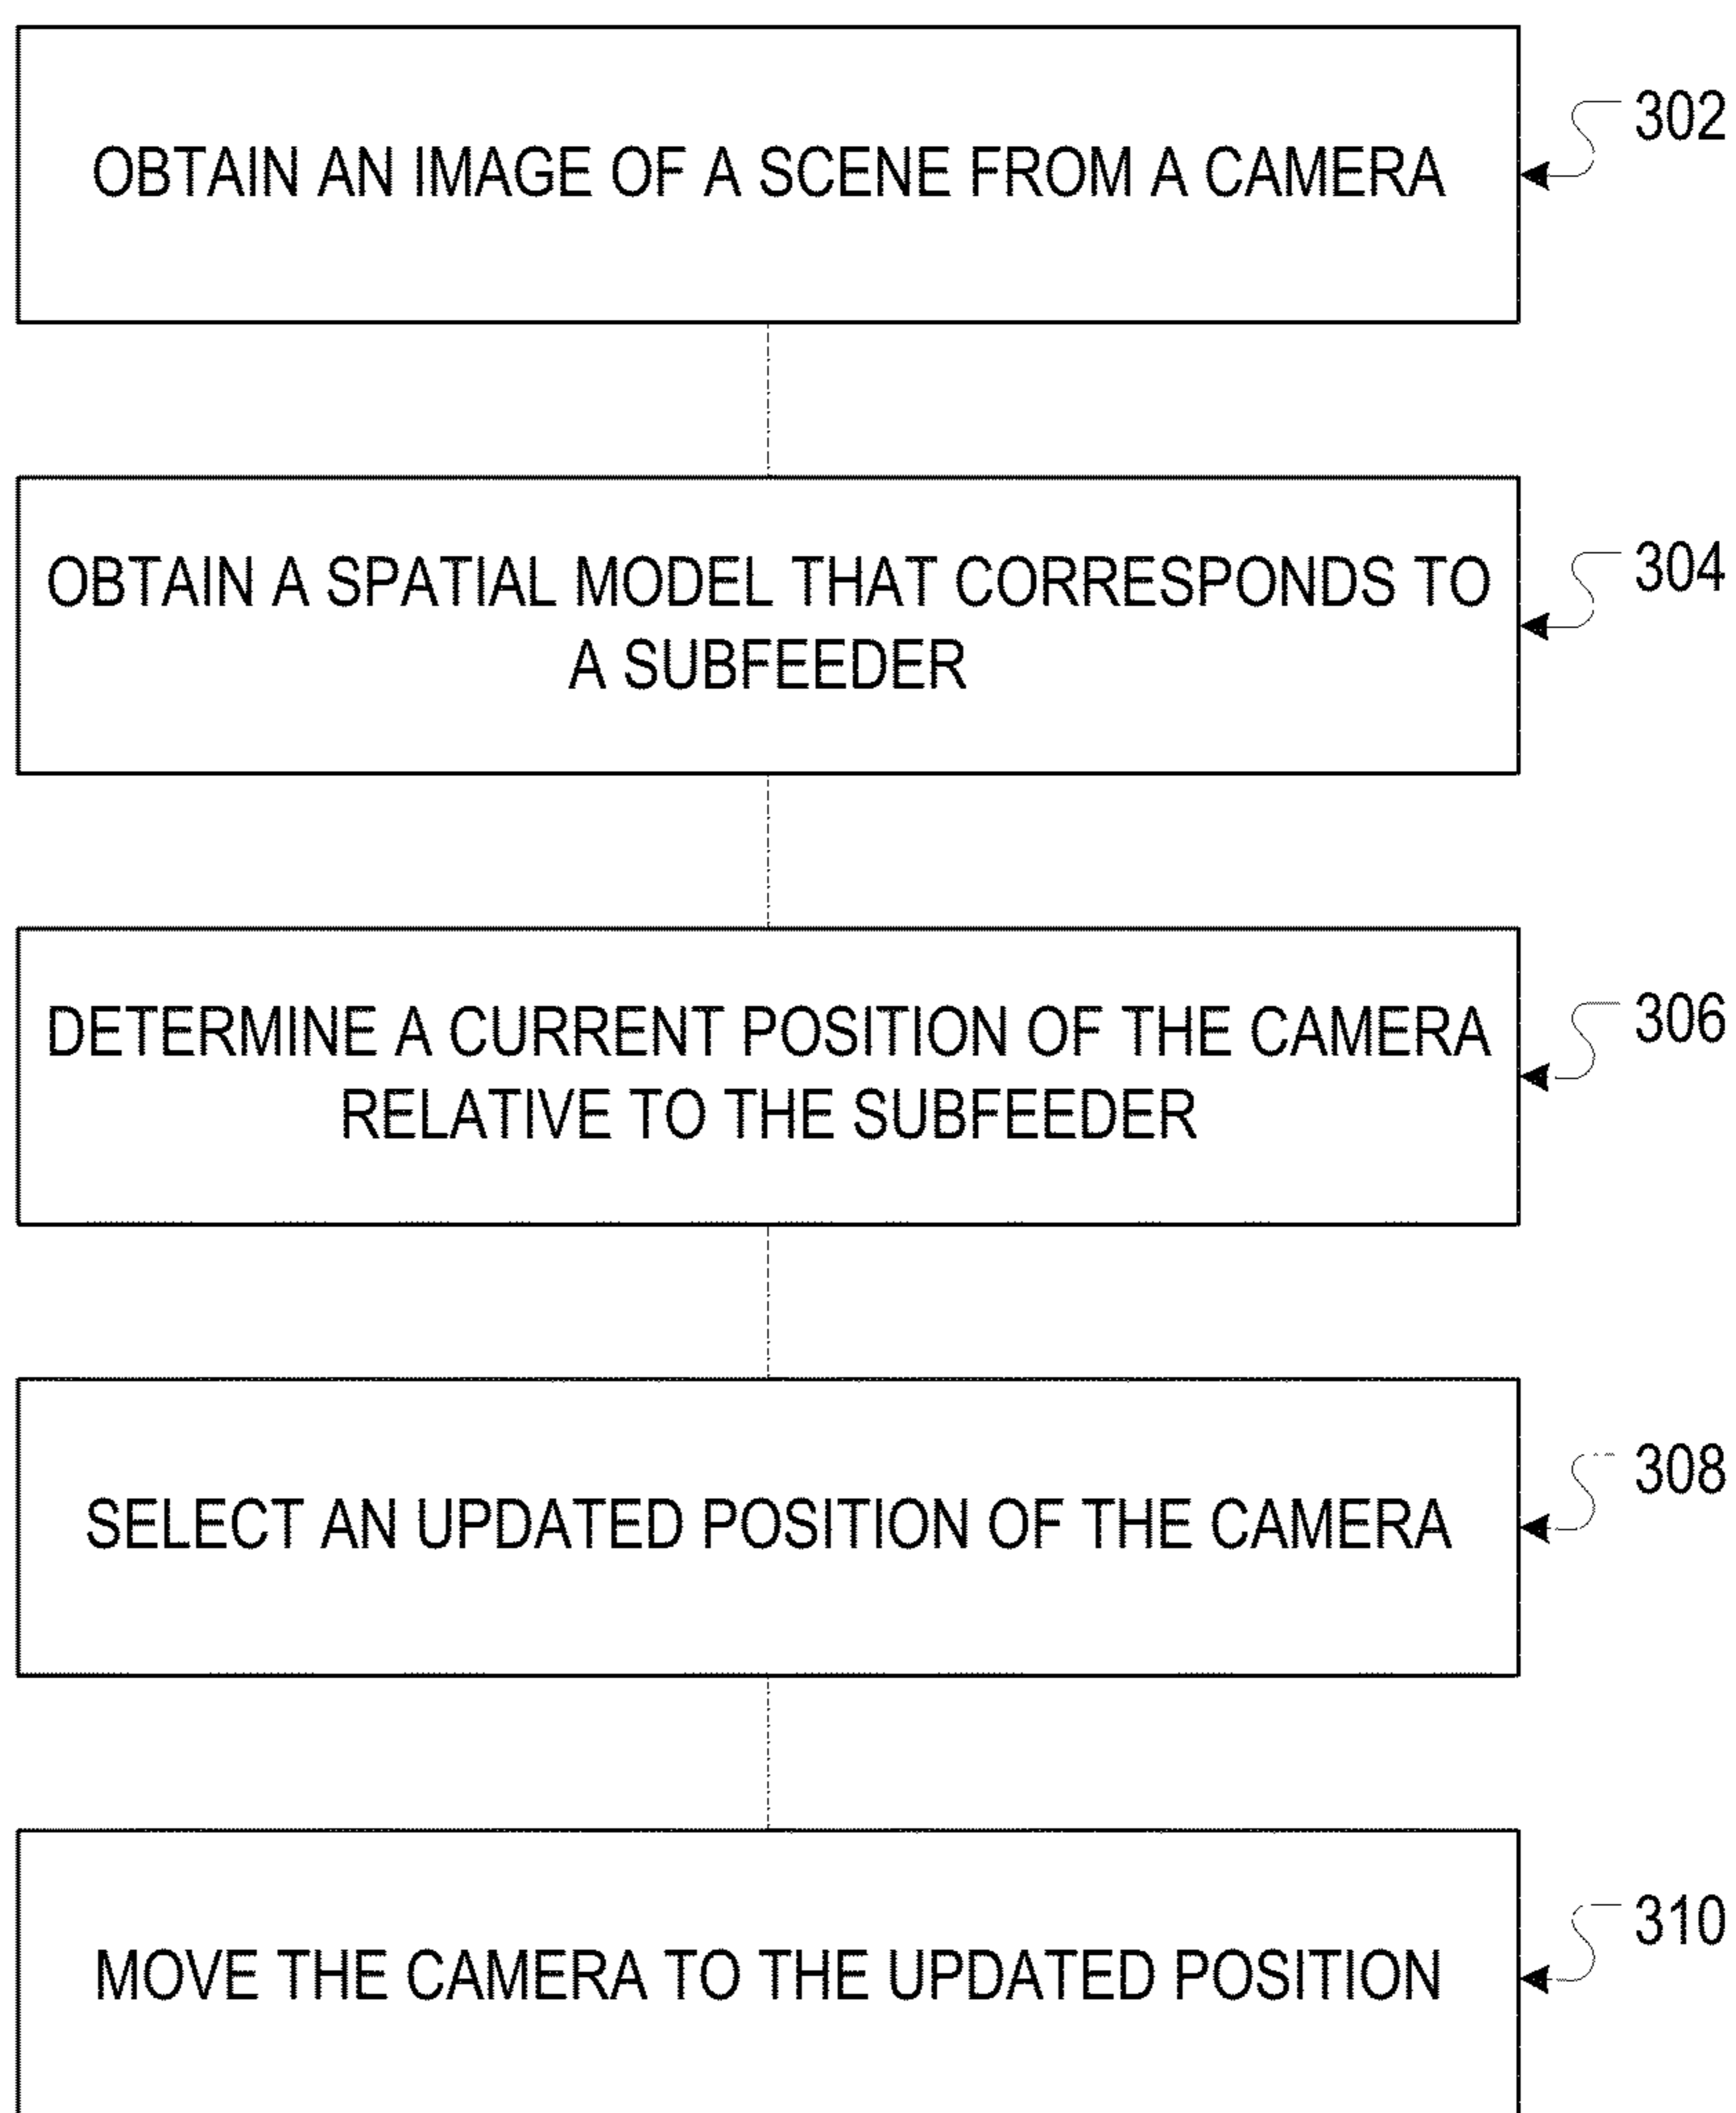 OBTAIN AN IMAGE OF A SCENE FROM A CAMERA
302
OBTAIN A SPATIAL MODEL THAT CORRESPONDS TO
A SUBFEEDER
304
DETERMINE A CURRENT POSITION OF THE CAMERA
RELATIVE TO THE SUBFEEDER
306
SELECT AN UPDATED POSITION OF THE CAMERA
308
MOVE THE CAMERA TO THE UPDATED POSITION
310